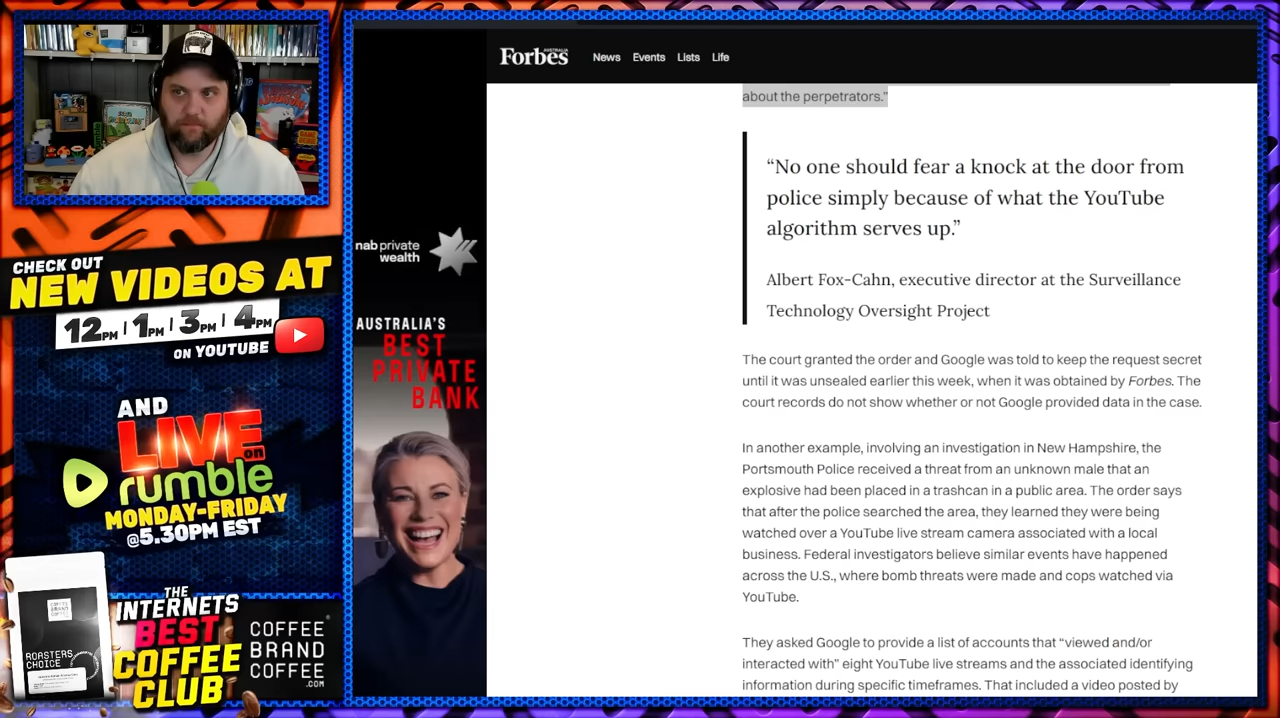 CHECK OUT
NEW VIDEOS AT
12PM | 1PM | 3PM | 4PM
ON YOUTUBE
AND
LIVE on
rumble
MONDAY-FRIDAY
@5.30PM EST
THE
INTERNETS
BEST
COFFEE
CLUB
COFFEE
BRAND
COFFEE
.COM
ROASTERS
CHOICE
nab private
wealth
AUSTRALIA'S
BEST
PRIVATE
BANK
Forbes
AUSTRALIA
News Events Lists Life
about the perpetrators.”
“No one should fear a knock at the door from
police simply because of what the YouTube
algorithm serves up.”
Albert Fox-Cahn, executive director at the Surveillance
Technology Oversight Project
The court granted the order and Google was told to keep the request secret
until it was unsealed earlier this week, when it was obtained by Forbes. The
court records do not show whether or not Google provided data in the case.
In another example, involving an investigation in New Hampshire, the
Portsmouth Police received a threat from an unknown male that an
explosive had been placed in a trashcan in a public area. The order says
that after the police searched the area, they learned they were being
watched over a YouTube live stream camera associated with a local
business. Federal investigators believe similar events have happened
across the U.S., where bomb threats were made and cops watched via
YouTube.
They asked Google to provide a list of accounts that “viewed and/or
interacted with” eight YouTube live streams and the associated identifying
information during specific timeframes. That included a video posted by